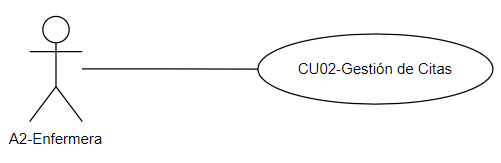 CU02-Gestión de Citas
A2-Enfermera